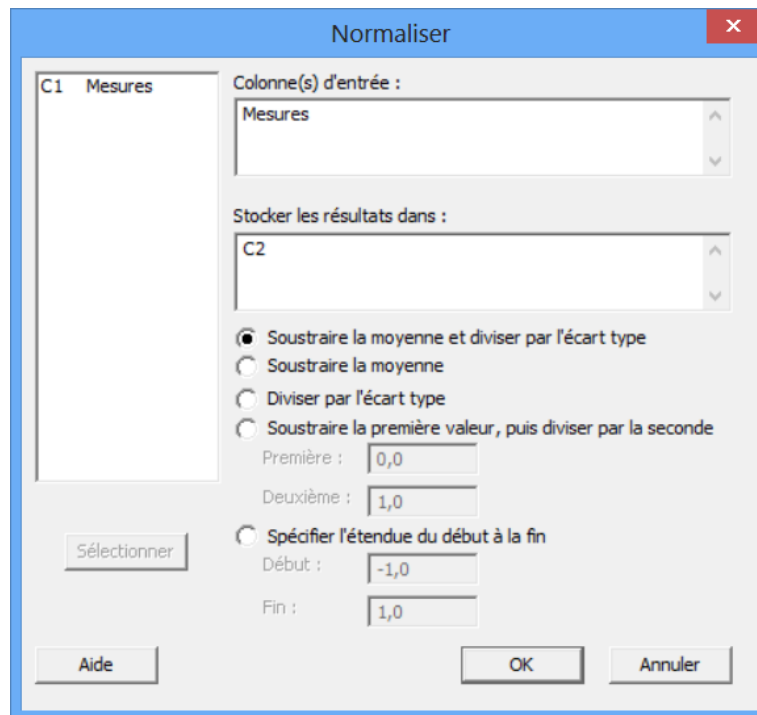 Normaliser
C1 Mesures
Colonne(s) d'entrée :
Mesures
Stocker les résultats dans :
C2
Soustraire la moyenne et diviser par l'écart type
Soustraire la moyenne
Diviser par l'écart type
Soustraire la première valeur, puis diviser par la seconde
Première : 0,0
Deuxième : 1,0
Sélectionner
Spécifier l'étendue du début à la fin
Début : -1,0
Fin : 1,0
Aide
OK
Annuler